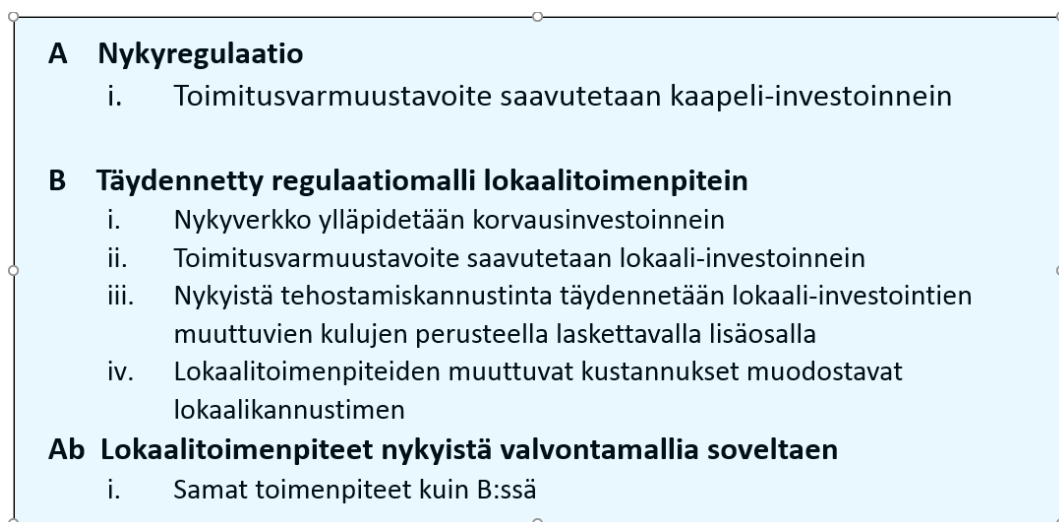 A Nykyregulaatio
i. Toimitusvarmuustavoite saavutetaan kaapeli-investoinnein
B Täydennetty regulaatiomalli lokaalitoimenpitein
i. Nykyverkko ylläpidetään korvausinvestoinnein
ii. Toimitusvarmuustavoite saavutetaan lokaali-investoinnein
iii. Nykyistä tehostamiskannustinta täydennetään lokaali-investointien
muuttuvien kulujen perusteella laskettavalla lisäosalla
iv. Lokaalitoimenpiteiden muuttuvat kustannukset muodostavat
lokaalikannustimen
Ab Lokaalitoimenpiteet nykyistä valvontamallia soveltaen
i. Samat toimenpiteet kuin B:ssä